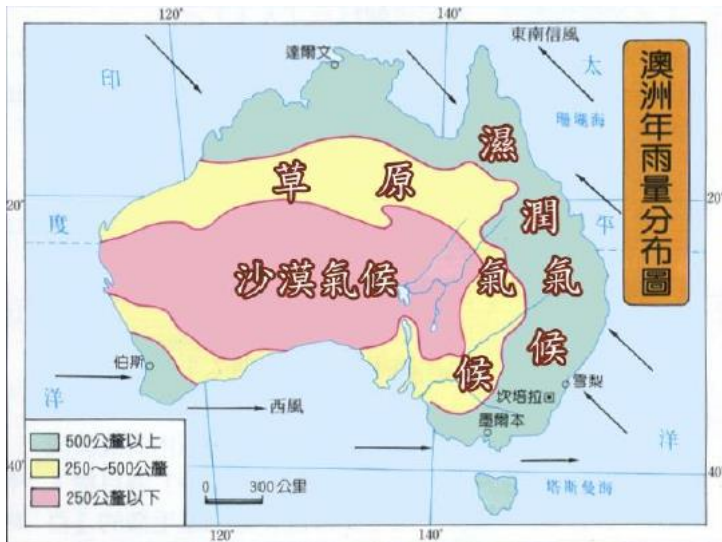 120°
140°
東南信風
達爾文
印
太
珊瑚海
澳洲年雨量分布圖
濕
草原
20°
20°
度
潤
平
沙漠氣候
氣
氣
候
候
伯斯
洋
西風
坎培拉
雪梨
墨爾本
洋
500公釐以上
250～500公釐
250公釐以下
0 300公里
40°
40°
塔斯曼海
120°
140°